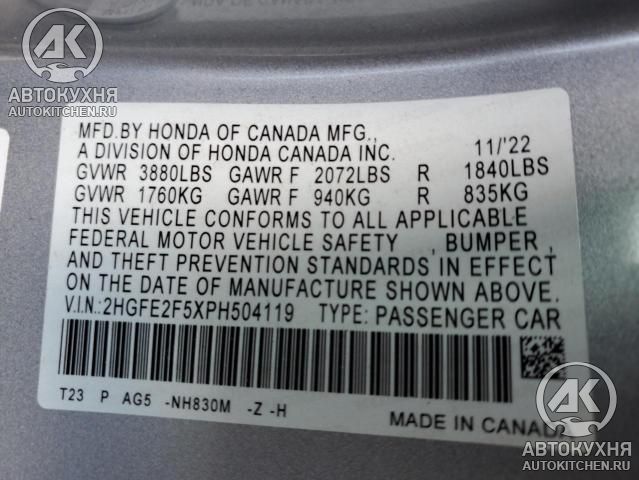 АК
АВТОКУХНЯ
AUTOKITCHEN.RU
MFD.BY HONDA OF CANADA MFG.,
A DIVISION OF HONDA CANADA INC. 11/'22
GVWR 3880LBS GAWR F 2072LBS R 1840LBS
GVWR 1760KG GAWR F 940KG R 835KG
THIS VEHICLE CONFORMS TO ALL APPLICABLE
FEDERAL MOTOR VEHICLE SAFETY , BUMPER ,
AND THEFT PREVENTION STANDARDS IN EFFECT
ON THE DATE OF MANUFACTURE SHOWN ABOVE.
V.I.N.:2HGFE2F5XPH504119 TYPE: PASSENGER CAR
T23 P AG5 -NH830M -Z -H
MADE IN CANADA
АК
АВТОКУХНЯ
AUTOKITCHEN.RU